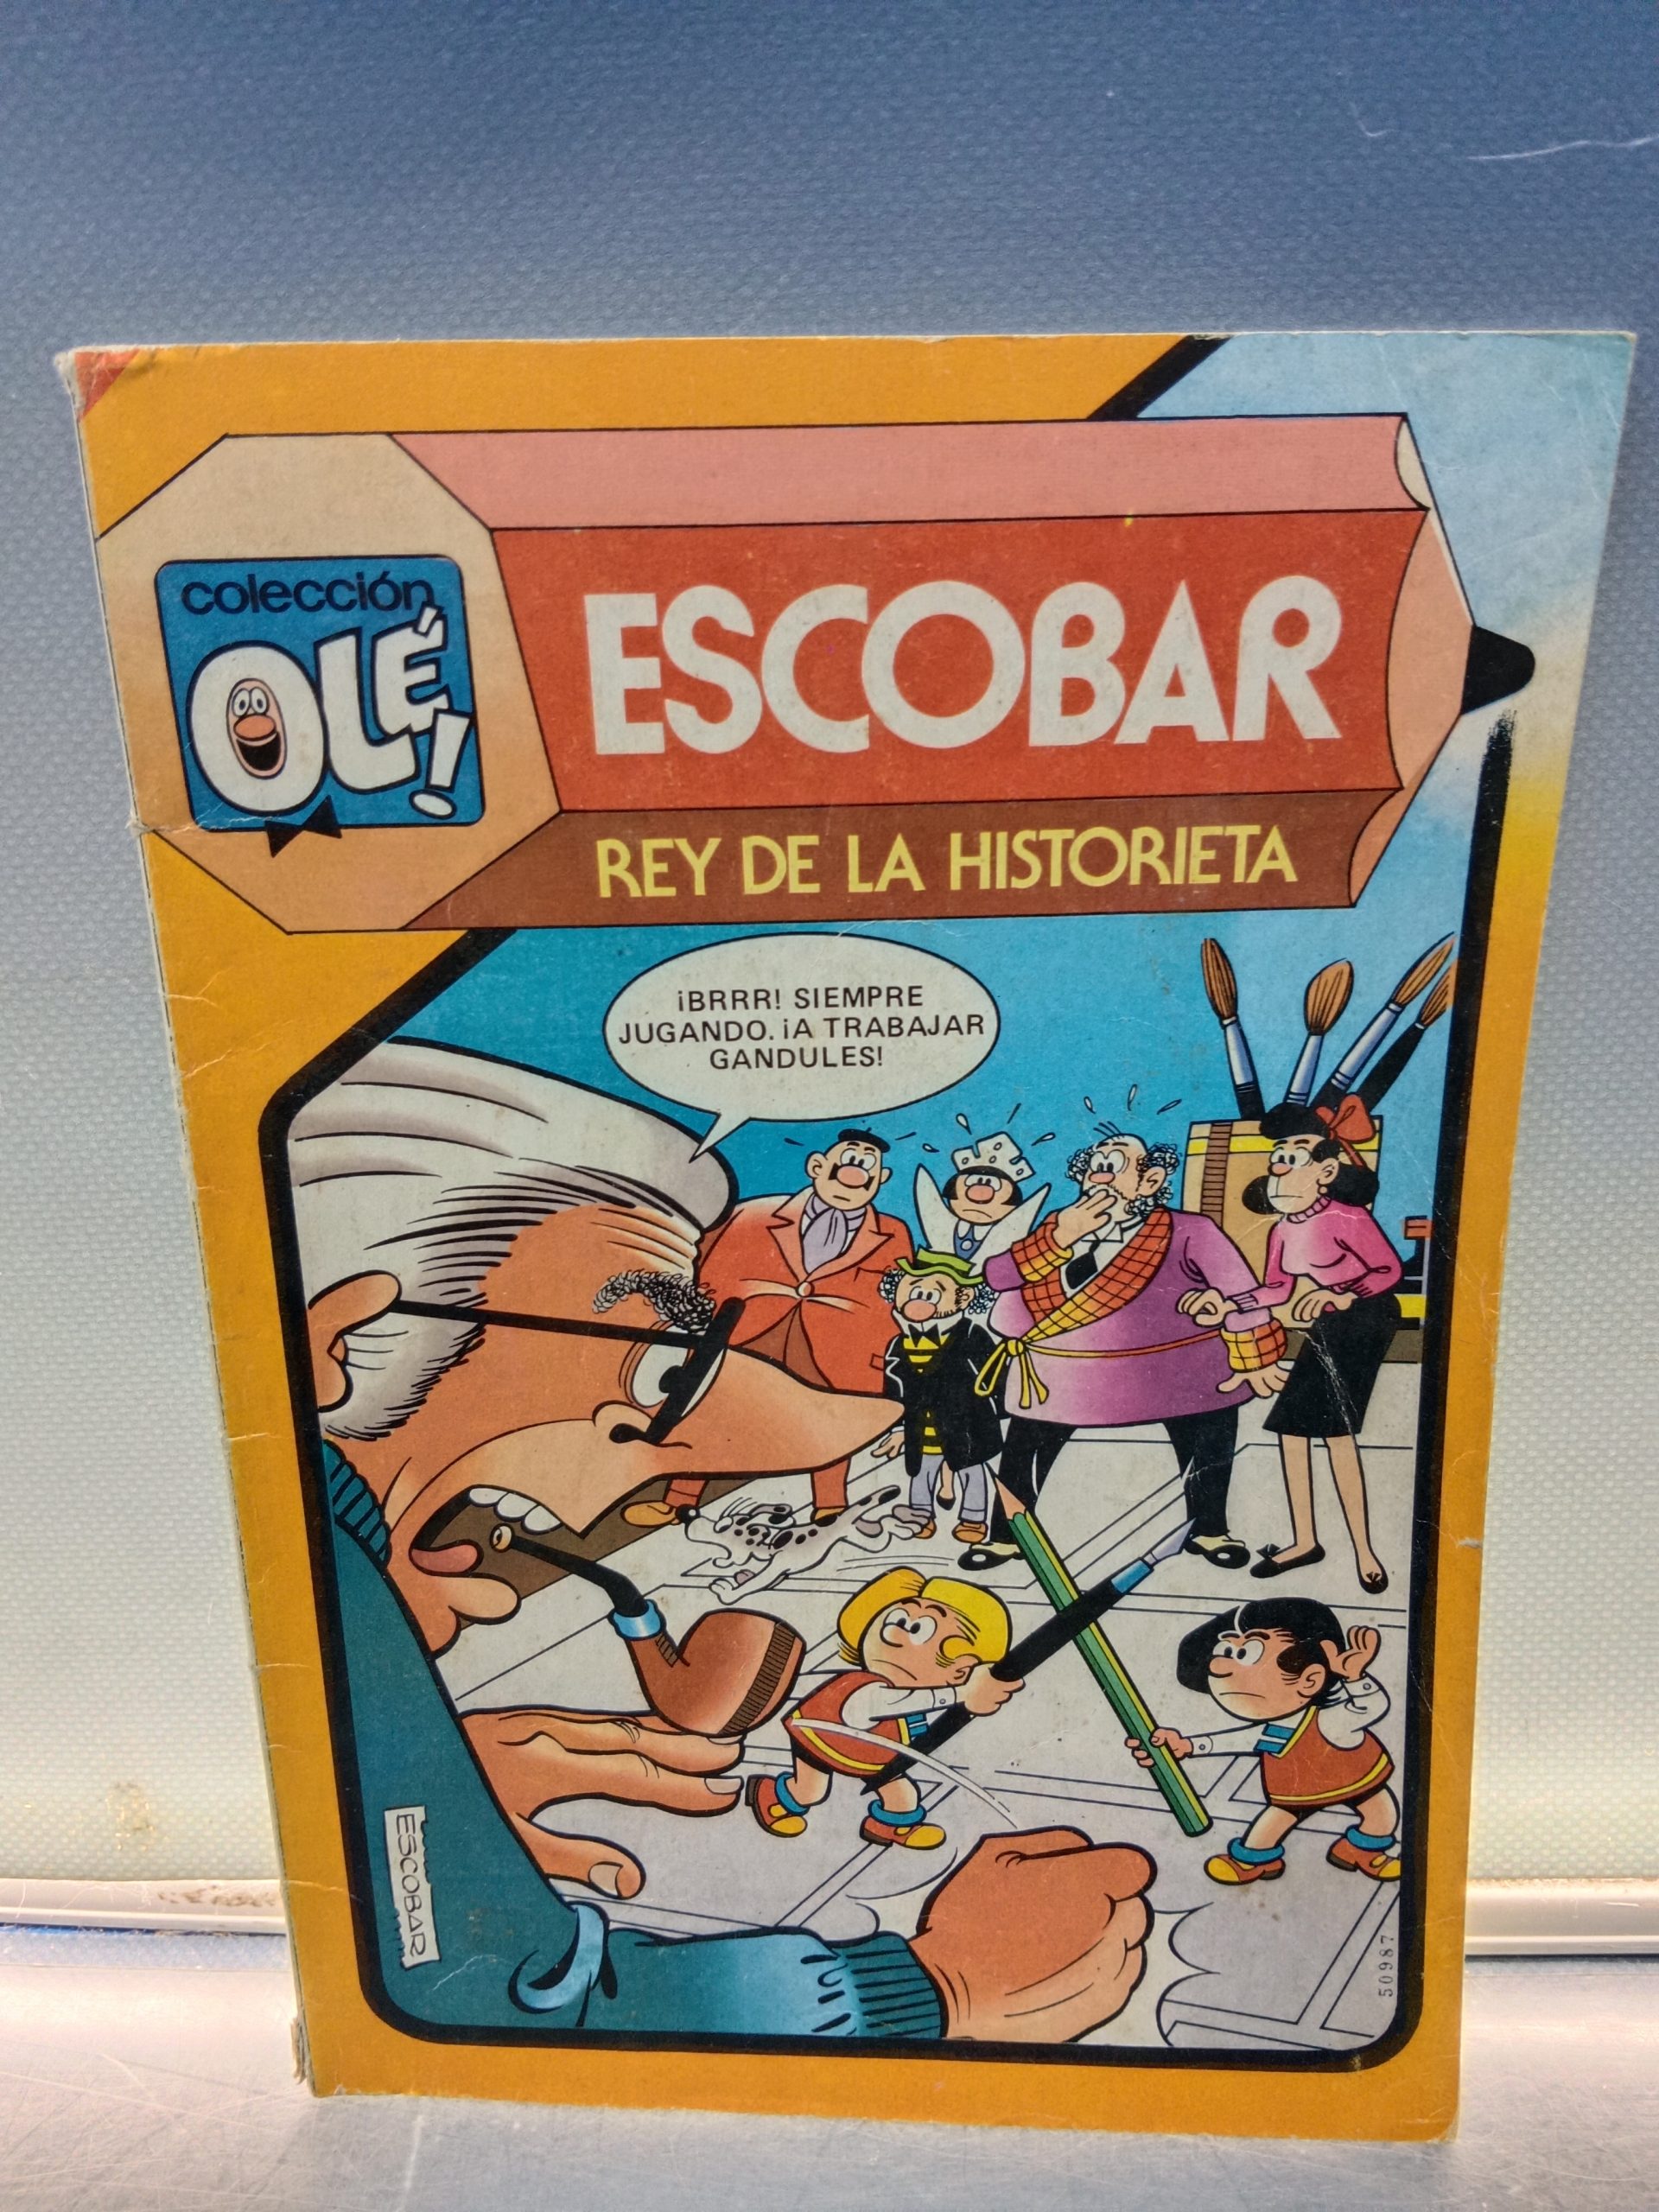 colección
OLÉ!
ESCOBAR
REY DE LA HISTORIETA
¡BRRR! SIEMPRE
JUGANDO. ¡A TRABAJAR
GANDULES!
ESCOBAR
50987